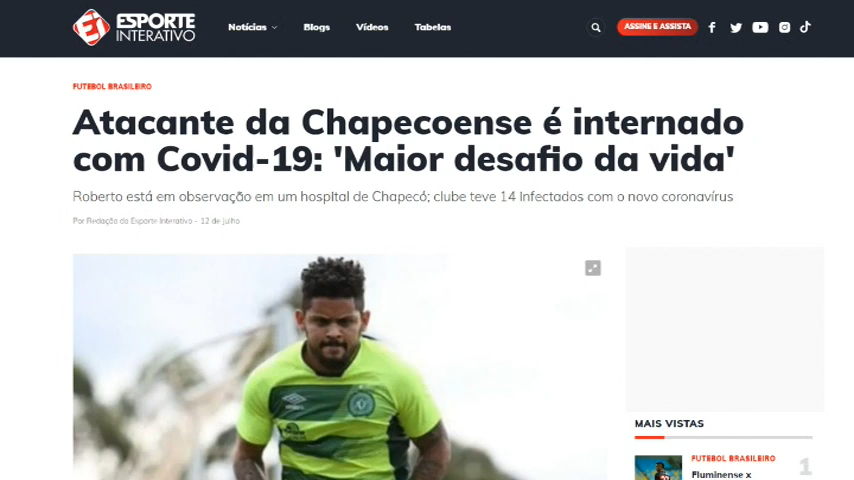 ESPORTE
INTERATIVO
Notícias
Blogs
Vídeos
Tabelas
ASSINE E ASSISTA
FUTEBOL BRASILEIRO
Atacante da Chapecoense é internado
com Covid-19: 'Maior desafio da vida'
Roberto está em observação em um hospital de Chapecó; clube teve 14 infectados com o novo coronavírus
Por Redação do Esporte Interativo - 12 de julho
MAIS VISTAS
FUTEBOL BRASILEIRO
1
Fluminense x